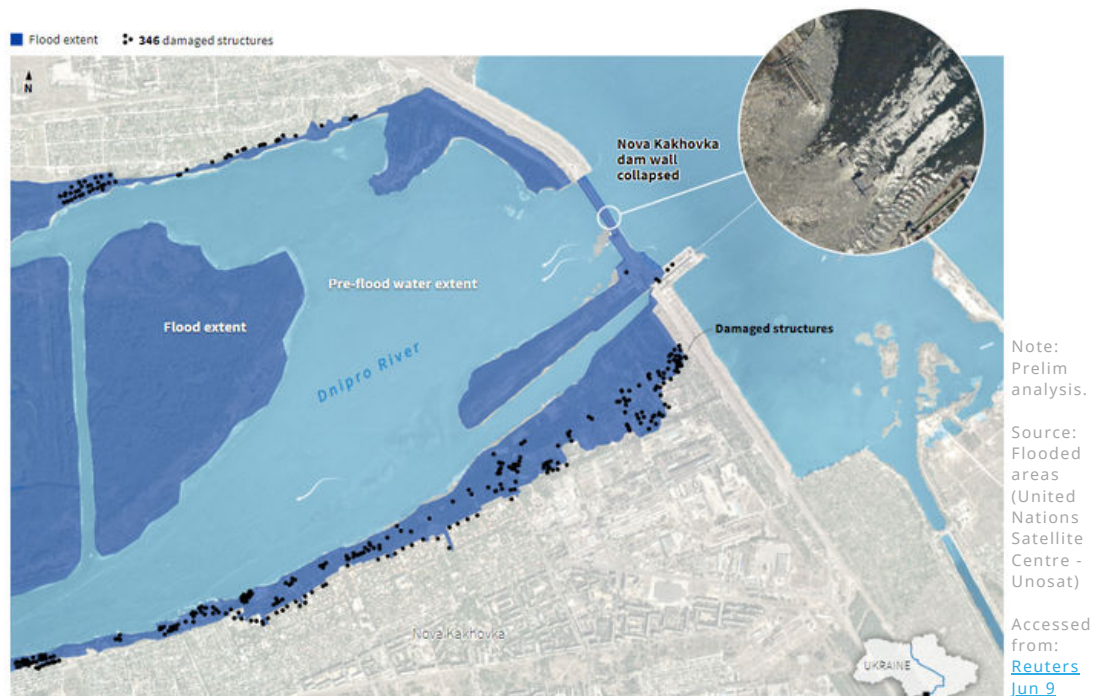 Flood extent
346 damaged structures
N
Nova Kakhovka
dam wall
collapsed
Pre-flood water extent
Flood extent
Damaged structures
Dnipro River
Nova Kakhovka
UKRAINE
Note:
Prelim
analysis.
Source:
Flooded
areas
(United
Nations
Satellite
Centre -
Unosat)
Accessed
from:
Reuters
Jun 9